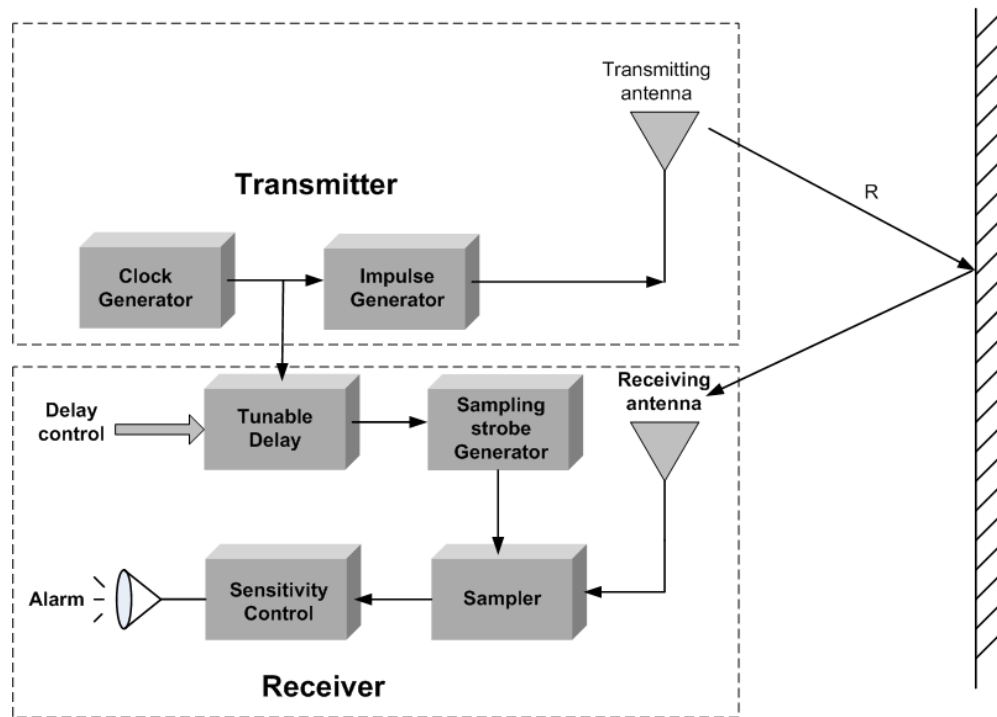 Transmitting
antenna
R
Transmitter
Clock
Generator
Impulse
Generator
Receiving
antenna
Delay
control
Tunable
Delay
Sampling
strobe
Generator
Alarm
Sensitivity
Control
Sampler
Receiver